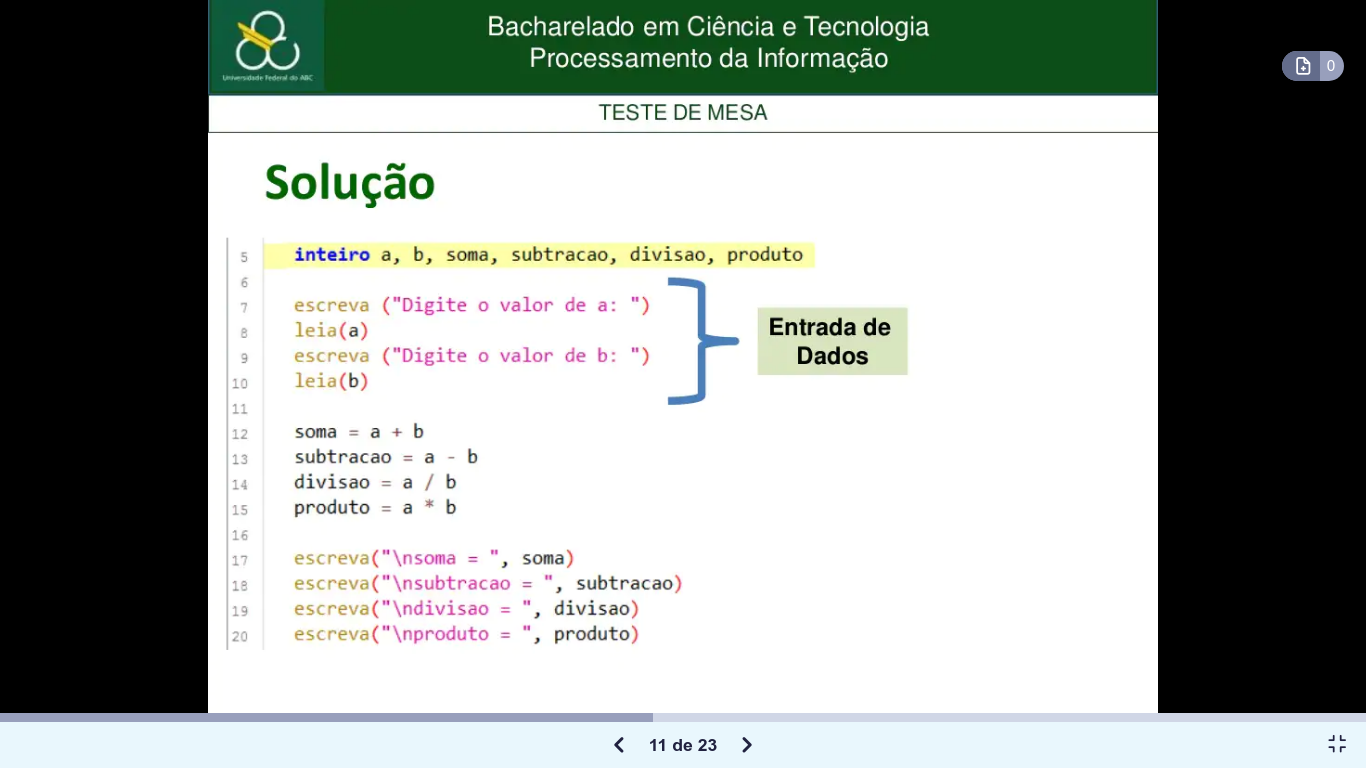 Bacharelado em Ciência e Tecnologia
Processamento da Informação
Universidade Federal do ABC
0
TESTE DE MESA
Solução
5 inteiro a, b, soma, subtracao, divisao, produto
6
7 escreva ("Digite o valor de a: ")
8 leia(a)
9 escreva ("Digite o valor de b: ")
10 leia(b)
11
12 soma = a + b
13 subtracao = a - b
14 divisao = a / b
15 produto = a * b
16
17 escreva("\nsoma = ", soma)
18 escreva("\nsubtracao = ", subtracao)
19 escreva("\ndivisao = ", divisao)
20 escreva("\nproduto = ", produto)
Entrada de
Dados
11 de 23